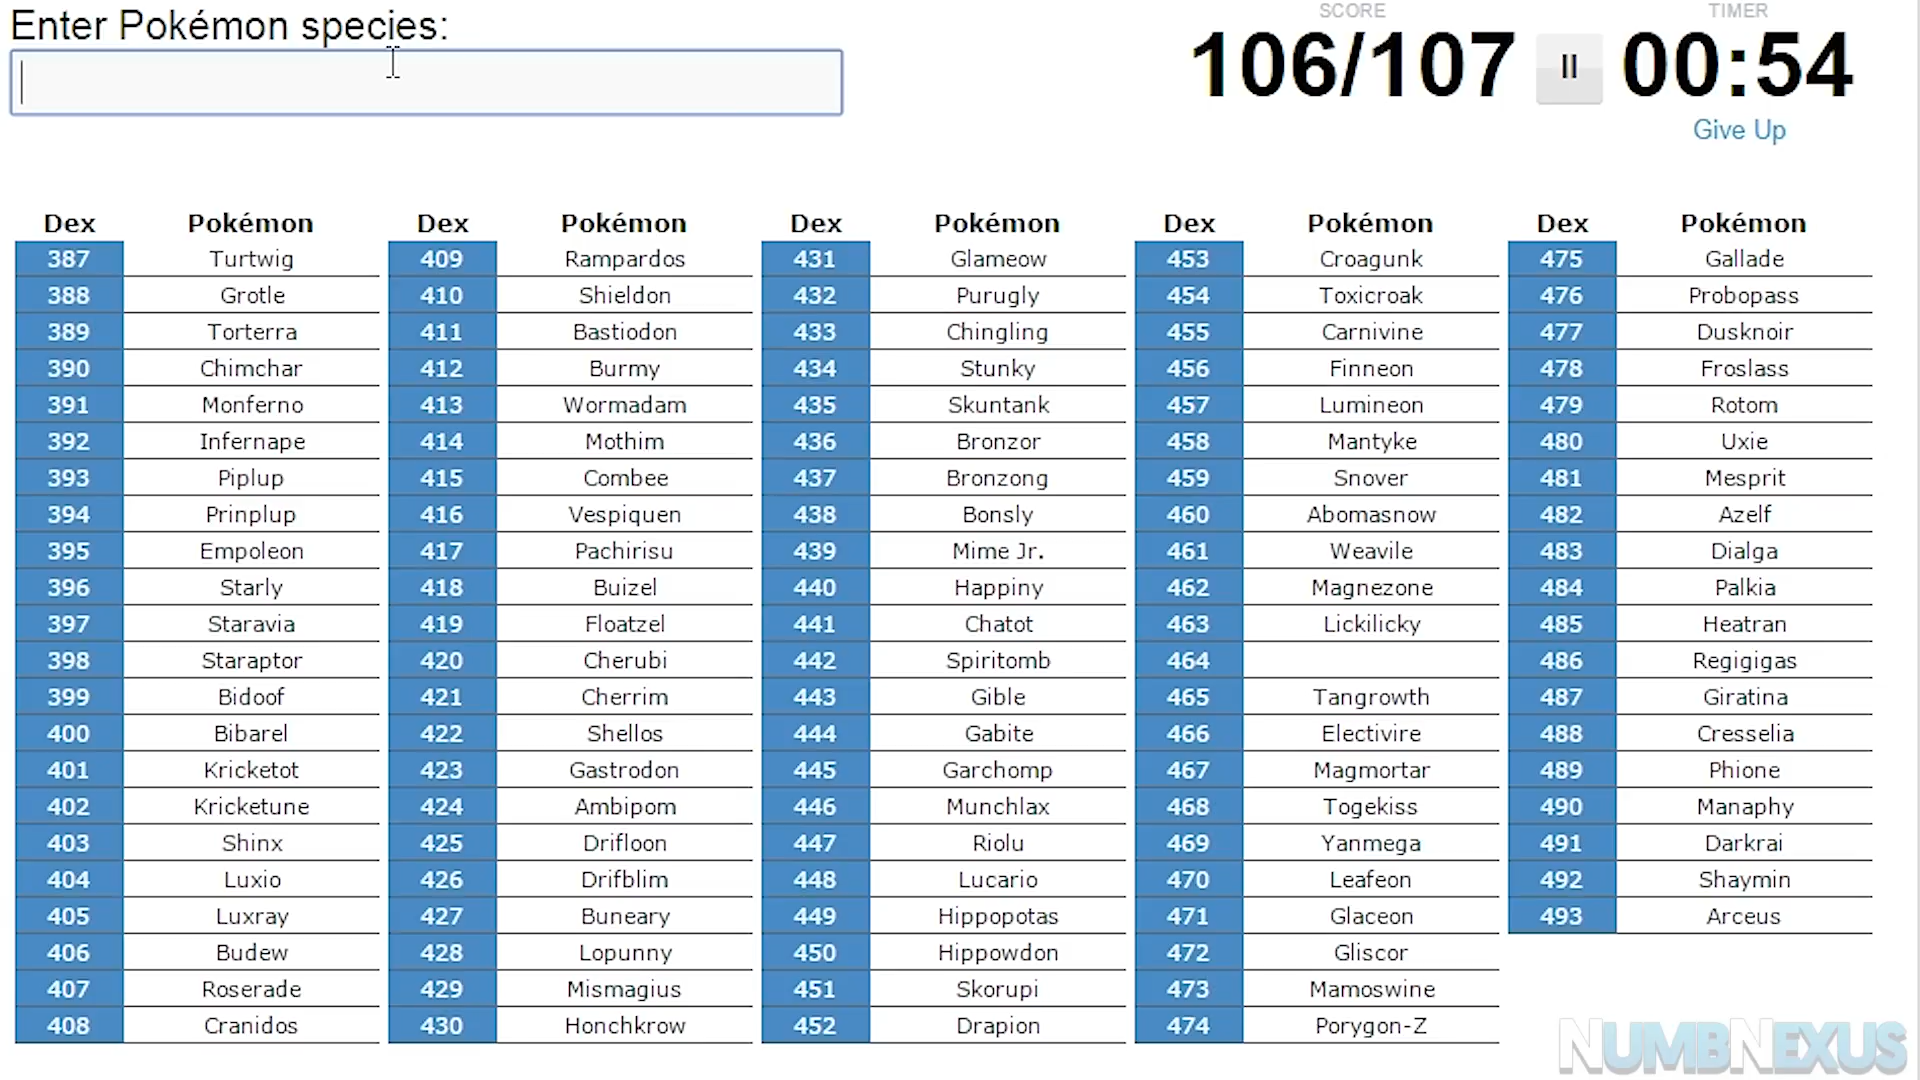 Enter Pokémon species:
SCORE
TIMER
106/107
00:54
Give Up
Dex Pokémon Dex Pokémon Dex Pokémon Dex Pokémon Dex Pokémon
387 Turtwig 409 Rampardos 431 Glameow 453 Croagunk 475 Gallade
388 Grotle 410 Shieldon 432 Purugly 454 Toxicroak 476 Probopass
389 Torterra 411 Bastiodon 433 Chingling 455 Carnivine 477 Dusknoir
390 Chimchar 412 Burmy 434 Stunky 456 Finneon 478 Froslass
391 Monferno 413 Wormadam 435 Skuntank 457 Lumineon 479 Rotom
392 Infernape 414 Mothim 436 Bronzor 458 Mantyke 480 Uxie
393 Piplup 415 Combee 437 Bronzong 459 Snover 481 Mesprit
394 Prinplup 416 Vespiquen 438 Bonsly 460 Abomasnow 482 Azelf
395 Empoleon 417 Pachirisu 439 Mime Jr. 461 Weavile 483 Dialga
396 Starly 418 Buizel 440 Happiny 462 Magnezone 484 Palkia
397 Staravia 419 Floatzel 441 Chatot 463 Lickilicky 485 Heatran
398 Staraptor 420 Cherubi 442 Spiritomb 464 486 Regigigas
399 Bidoof 421 Cherrim 443 Gible 465 Tangrowth 487 Giratina
400 Bibarel 422 Shellos 444 Gabite 466 Electivire 488 Cresselia
401 Kricketot 423 Gastrodon 445 Garchomp 467 Magmortar 489 Phione
402 Kricketune 424 Ambipom 446 Munchlax 468 Togekiss 490 Manaphy
403 Shinx 425 Drifloon 447 Riolu 469 Yanmega 491 Darkrai
404 Luxio 426 Drifblim 448 Lucario 470 Leafeon 492 Shaymin
405 Luxray 427 Buneary 449 Hippopotas 471 Glaceon 493 Arceus
406 Budew 428 Lopunny 450 Hippowdon 472 Gliscor
407 Roserade 429 Mismagius 451 Skorupi 473 Mamoswine
408 Cranidos 430 Honchkrow 452 Drapion 474 Porygon-Z
NUMBNEXUS